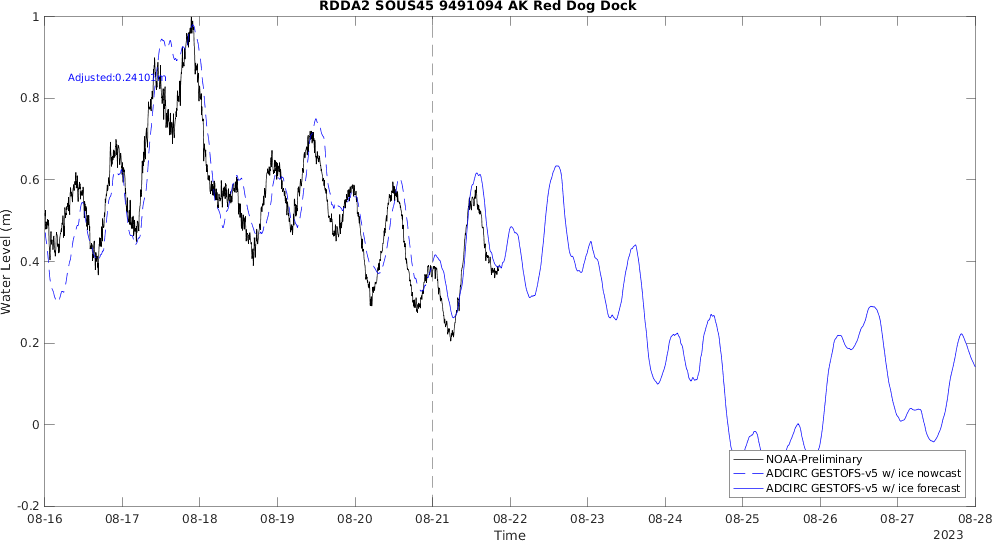 RDDA2 SOUS45 9491094 AK Red Dog Dock
1
0.8
0.6
0.4
0.2
0
-0.2
Water Level (m)
Adjusted:0.24101m
NOAA-Preliminary
ADCIRC GESTOFS-v5 w/ ice nowcast
ADCIRC GESTOFS-v5 w/ ice forecast
08-16 08-17 08-18 08-19 08-20 08-21 08-22 08-23 08-24 08-25 08-26 08-27 08-28
Time
2023